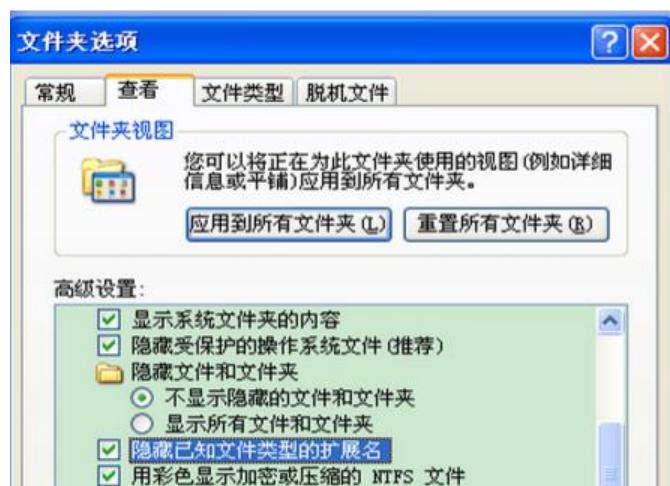 文件夹选项
常规 查看 文件类型 脱机文件
文件夹视图
您可以将正在为此文件夹使用的视图(例如详细
信息或平铺)应用到所有文件夹。
应用到所有文件夹(L) 重置所有文件夹(R)
高级设置:
显示系统文件夹的内容
隐藏受保护的操作系统文件(推荐)
隐藏文件和文件夹
不显示隐藏的文件和文件夹
显示所有文件和文件夹
隐藏已知文件类型的扩展名
用彩色显示加密或压缩的 NTFS 文件